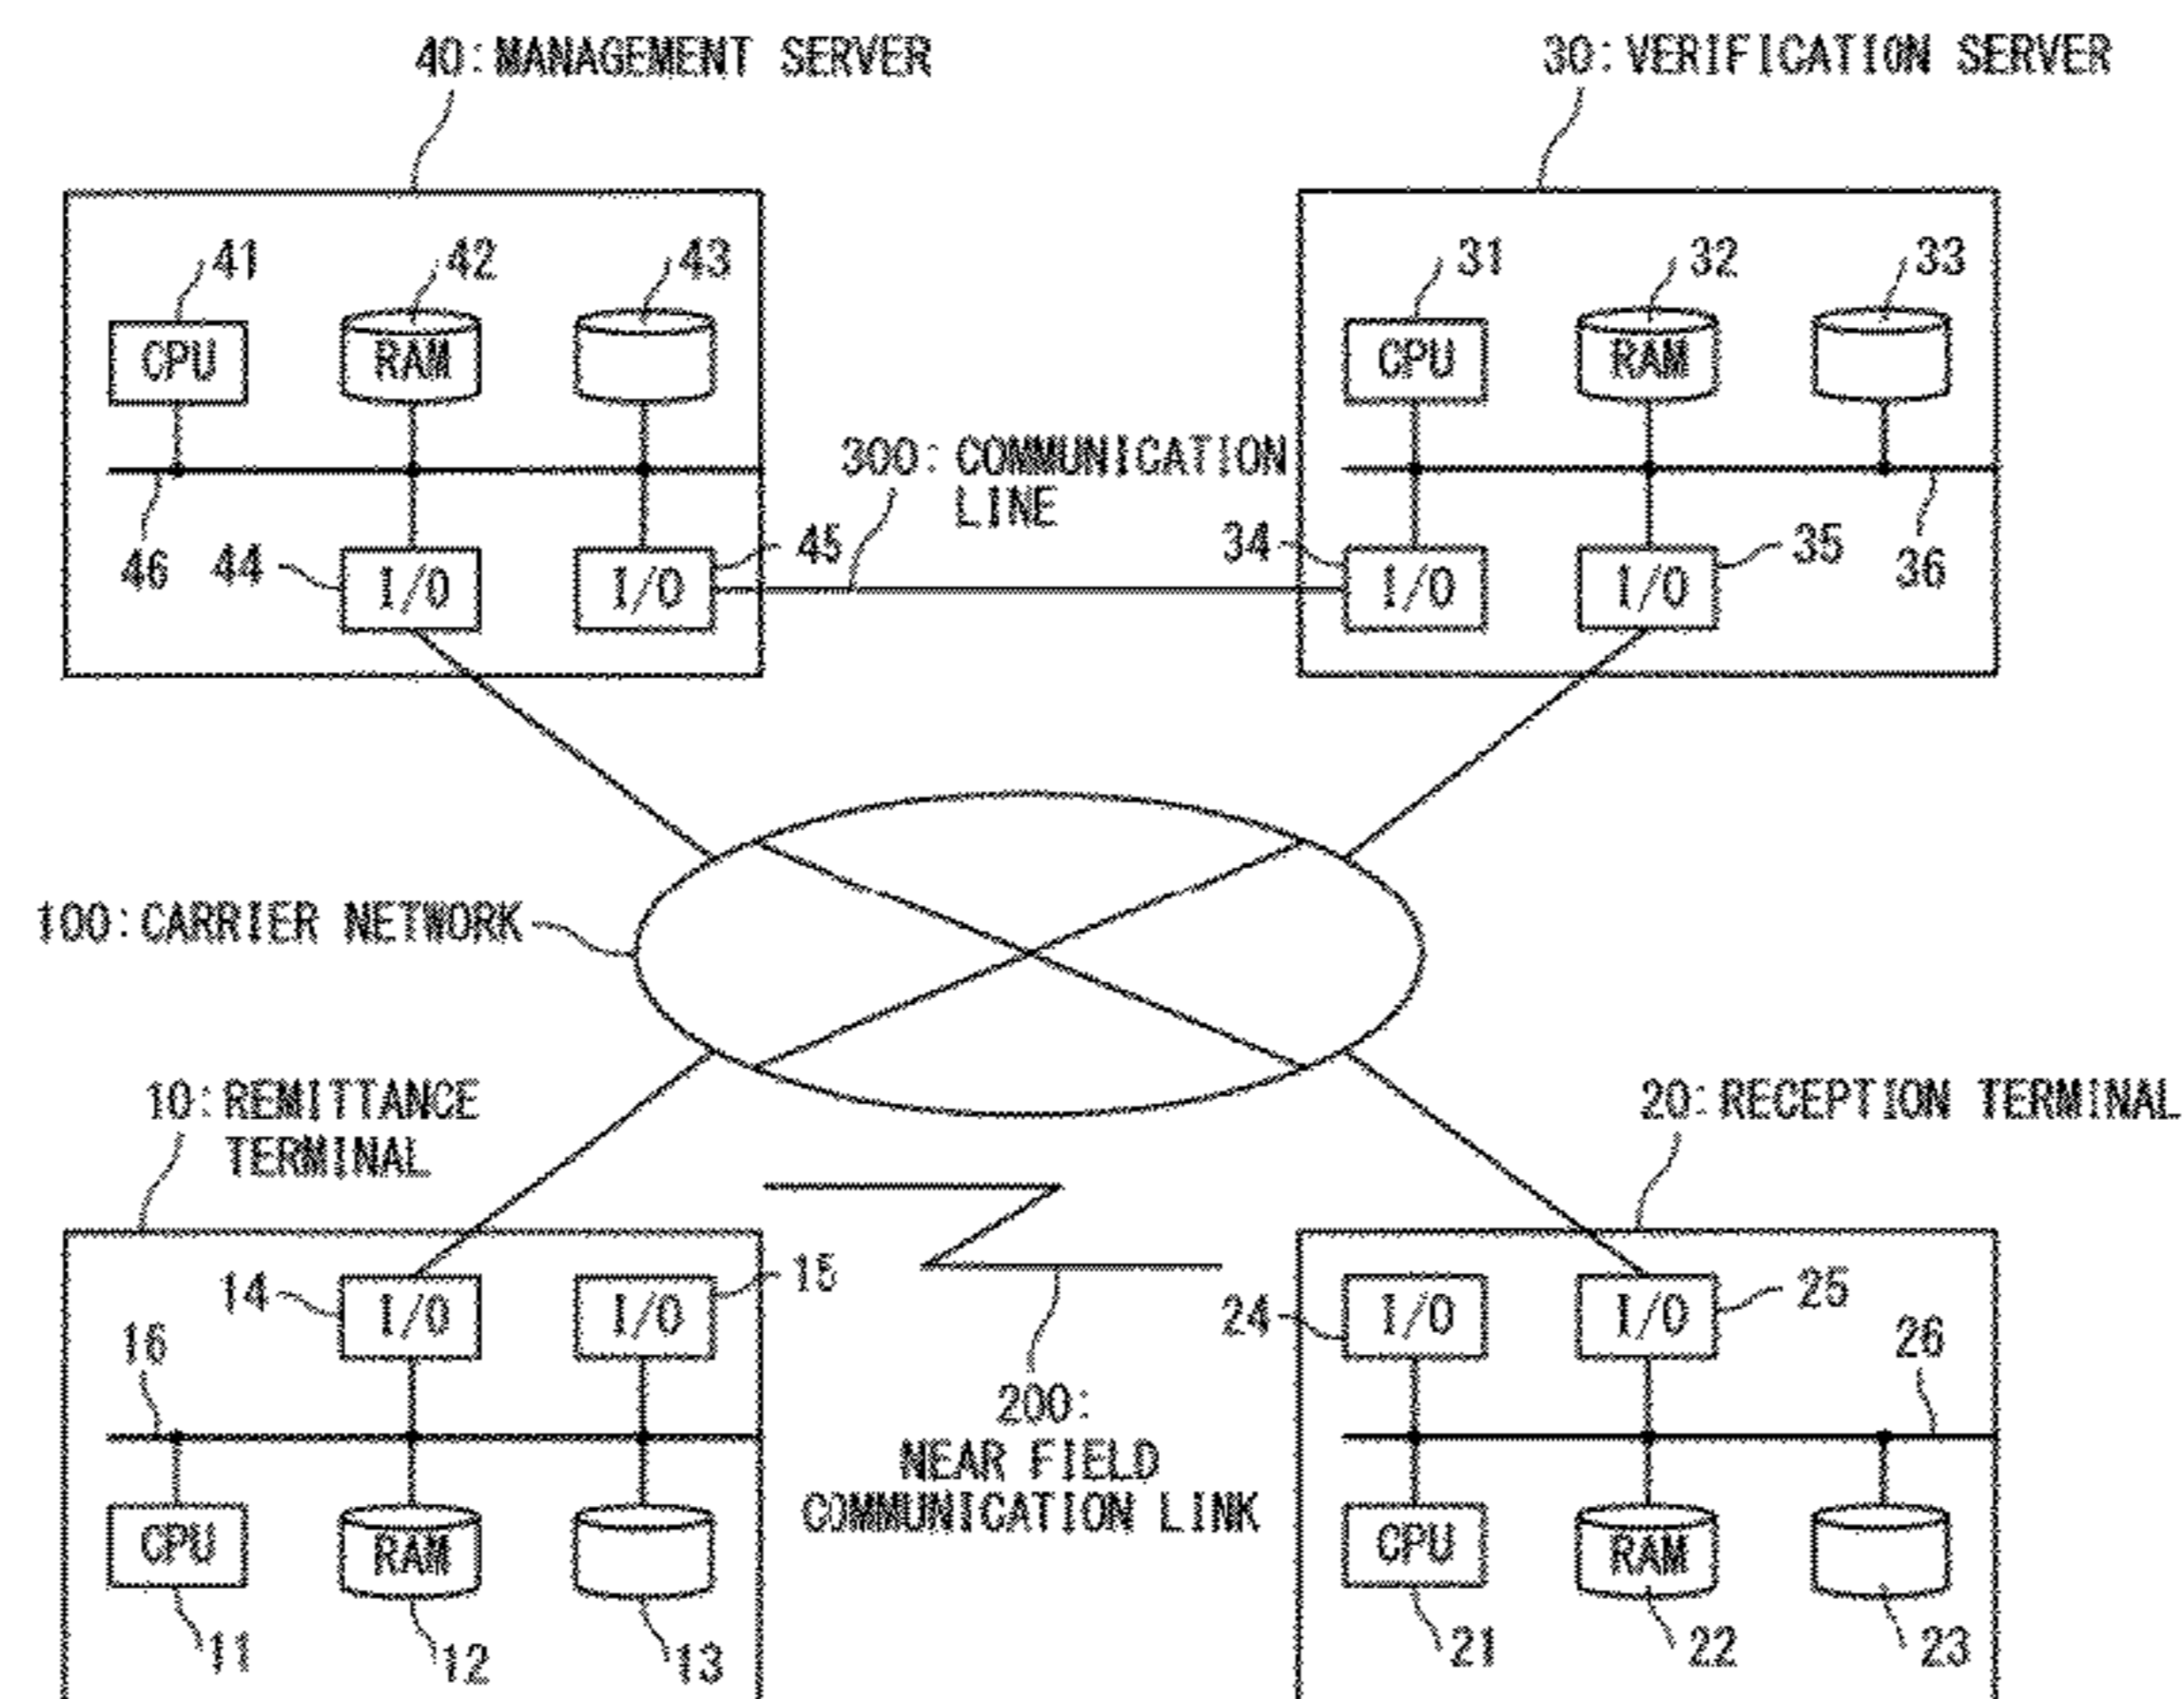 40: MANAGEMENT SERVER
30: VERIFICATION SERVER
41
42
43
31
32
33
CPU
RAM
CPU
RAM
300: COMMUNICATION
LINE
46
44
I/O
I/O
45
34
I/O
I/O
35
36
100: CARRIER NETWORK
10: REMITTANCE
TERMINAL
20: RECEPTION TERMINAL
14
I/O
I/O
15
24
I/O
I/O
25
16
26
200:
NEAR FIELD
COMMUNICATION LINK
CPU
RAM
CPU
RAM
11
12
13
21
22
23